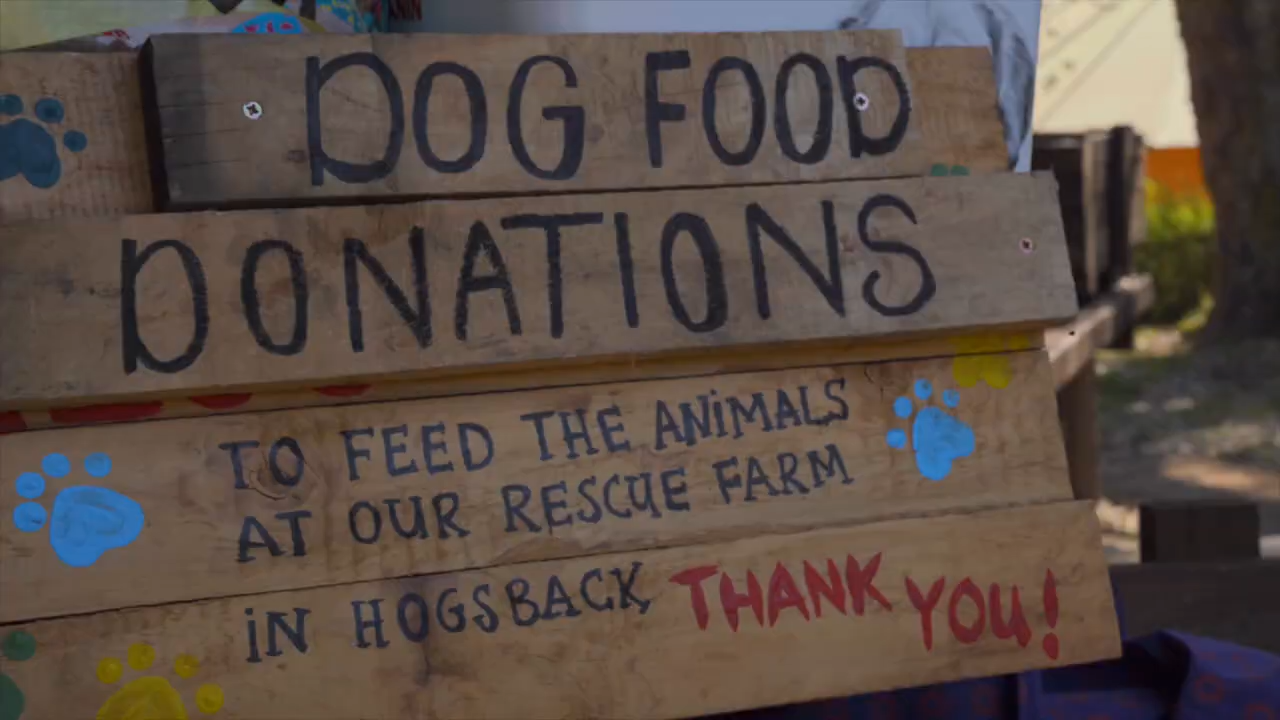 DOG FOOD
DONATIONS
TO FEED THE ANiMALS
AT OUR RESCUE FARM
iN HOGSBACK, THANK YOU!